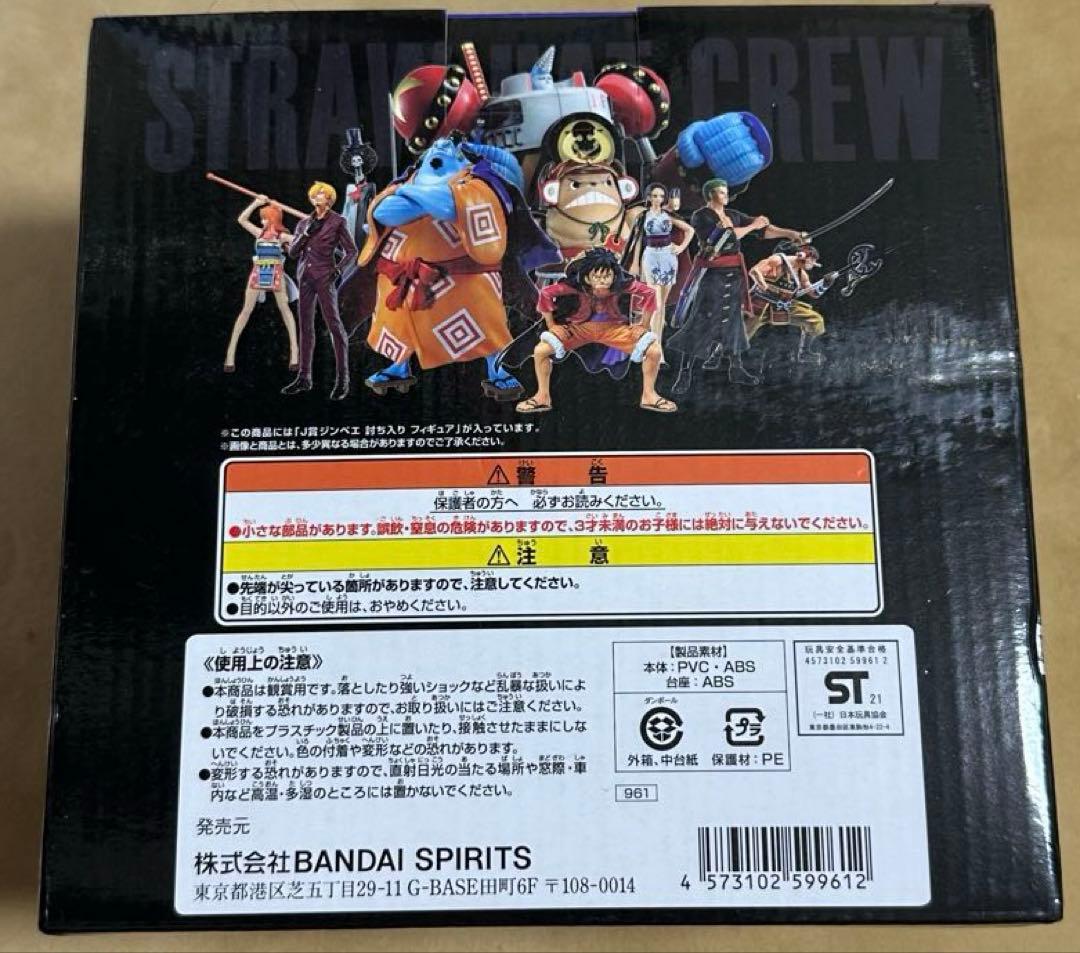 STRAW HAT CREW
※この商品には「J賞ジンベエ 討ち入り フィギュア」が入っています。
※画像と商品とは、多少異なる場合がありますのでご了承ください。
⚠警告
保護者の方へ 必ずお読みください。
●小さな部品があります。誤飲・窒息の危険がありますので、3才未満のお子様には絶対に与えないでください。
⚠注意
●先端が尖っている箇所がありますので、注意してください。
●目的以外のご使用は、おやめください。
《使用上の注意》
●本商品は観賞用です。落としたり強いショックなど乱暴な扱いによ
り破損する恐れがありますので、お取り扱いにはご注意ください。
●本商品をプラスチック製品の上に置いたり、接触させたままにしな
いでください。色の付着や変形などの恐れがあります。
●変形する恐れがありますので、直射日光の当たる場所や窓際・車
内など高温・多湿のところには置かないでください。
発売元
株式会社BANDAI SPIRITS
東京都港区芝五丁目29-11 G-BASE田町6F 〒108-0014
【製品素材】
本体：PVC・ABS
台座：ABS
ダンボール
プラ
外箱、中台紙 保護材：PE
961
玩具安全基準合格
4573102 59961 2
ST 21
(一社) 日本玩具協会
東京都墨田区東駒形4-22-4
4 573102 599612